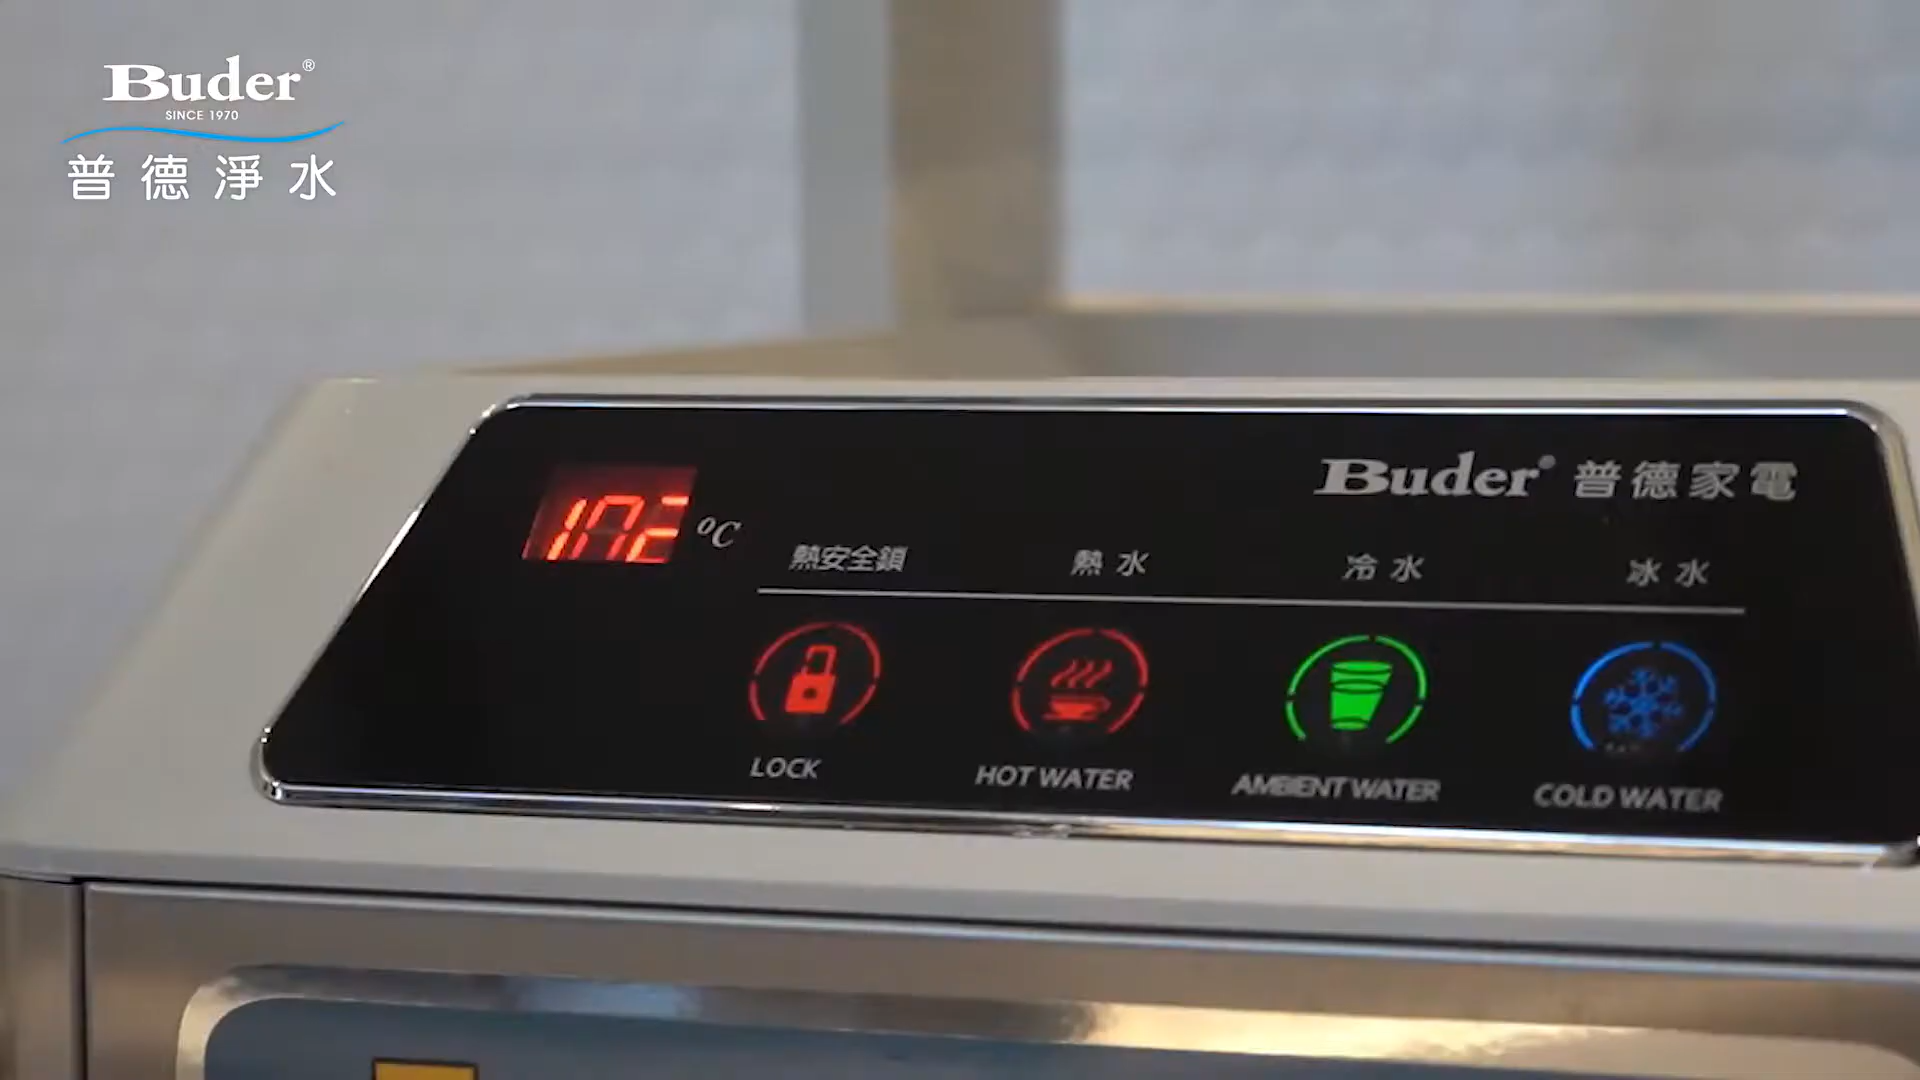 Buder®
SINCE 1970
普德淨水
Buder® 普德家電
°C
熱安全鎖 熱水 冷水 冰水
LOCK HOT WATER AMBIENT WATER COLD WATER